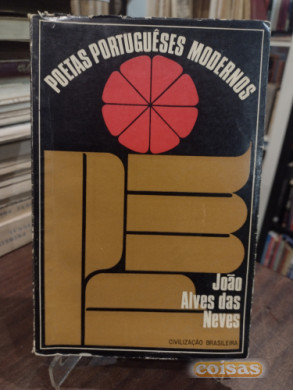 POETAS PORTUGUÊSES MODERNOS
João
Alves das
Neves
CIVILIZAÇÃO BRASILEIRA
coisas